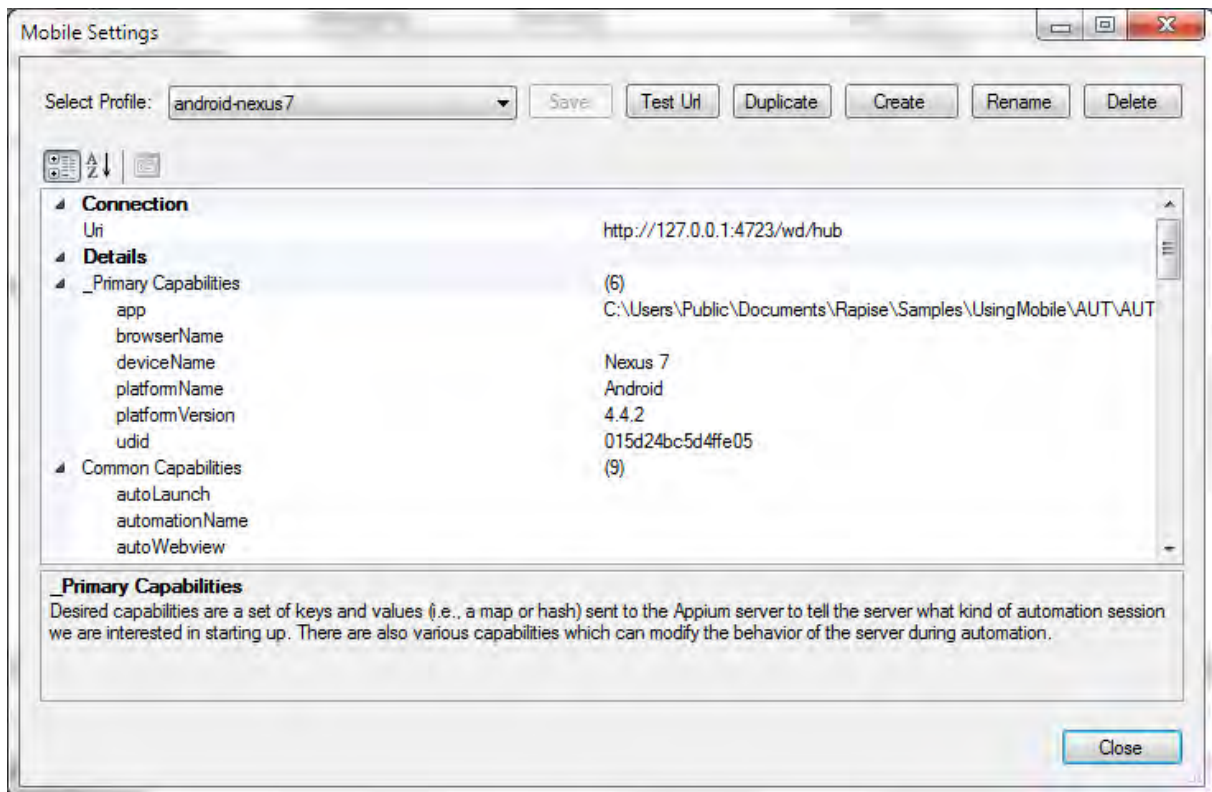 Mobile Settings
Select Profile: android-nexus7 Save Test Url Duplicate Create Rename Delete
Connection
Uri http://127.0.0.1:4723/wd/hub
Details
_Primary Capabilities (6)
app C:\Users\Public\Documents\Rapise\Samples\UsingMobile\AUT\AUT
browserName
deviceName Nexus 7
platformName Android
platformVersion 4.4.2
udid 015d24bc5d4ffe05
Common Capabilities (9)
autoLaunch
automationName
autoWebview
_Primary Capabilities
Desired capabilities are a set of keys and values (i.e., a map or hash) sent to the Appium server to tell the server what kind of automation session
we are interested in starting up. There are also various capabilities which can modify the behavior of the server during automation.
Close